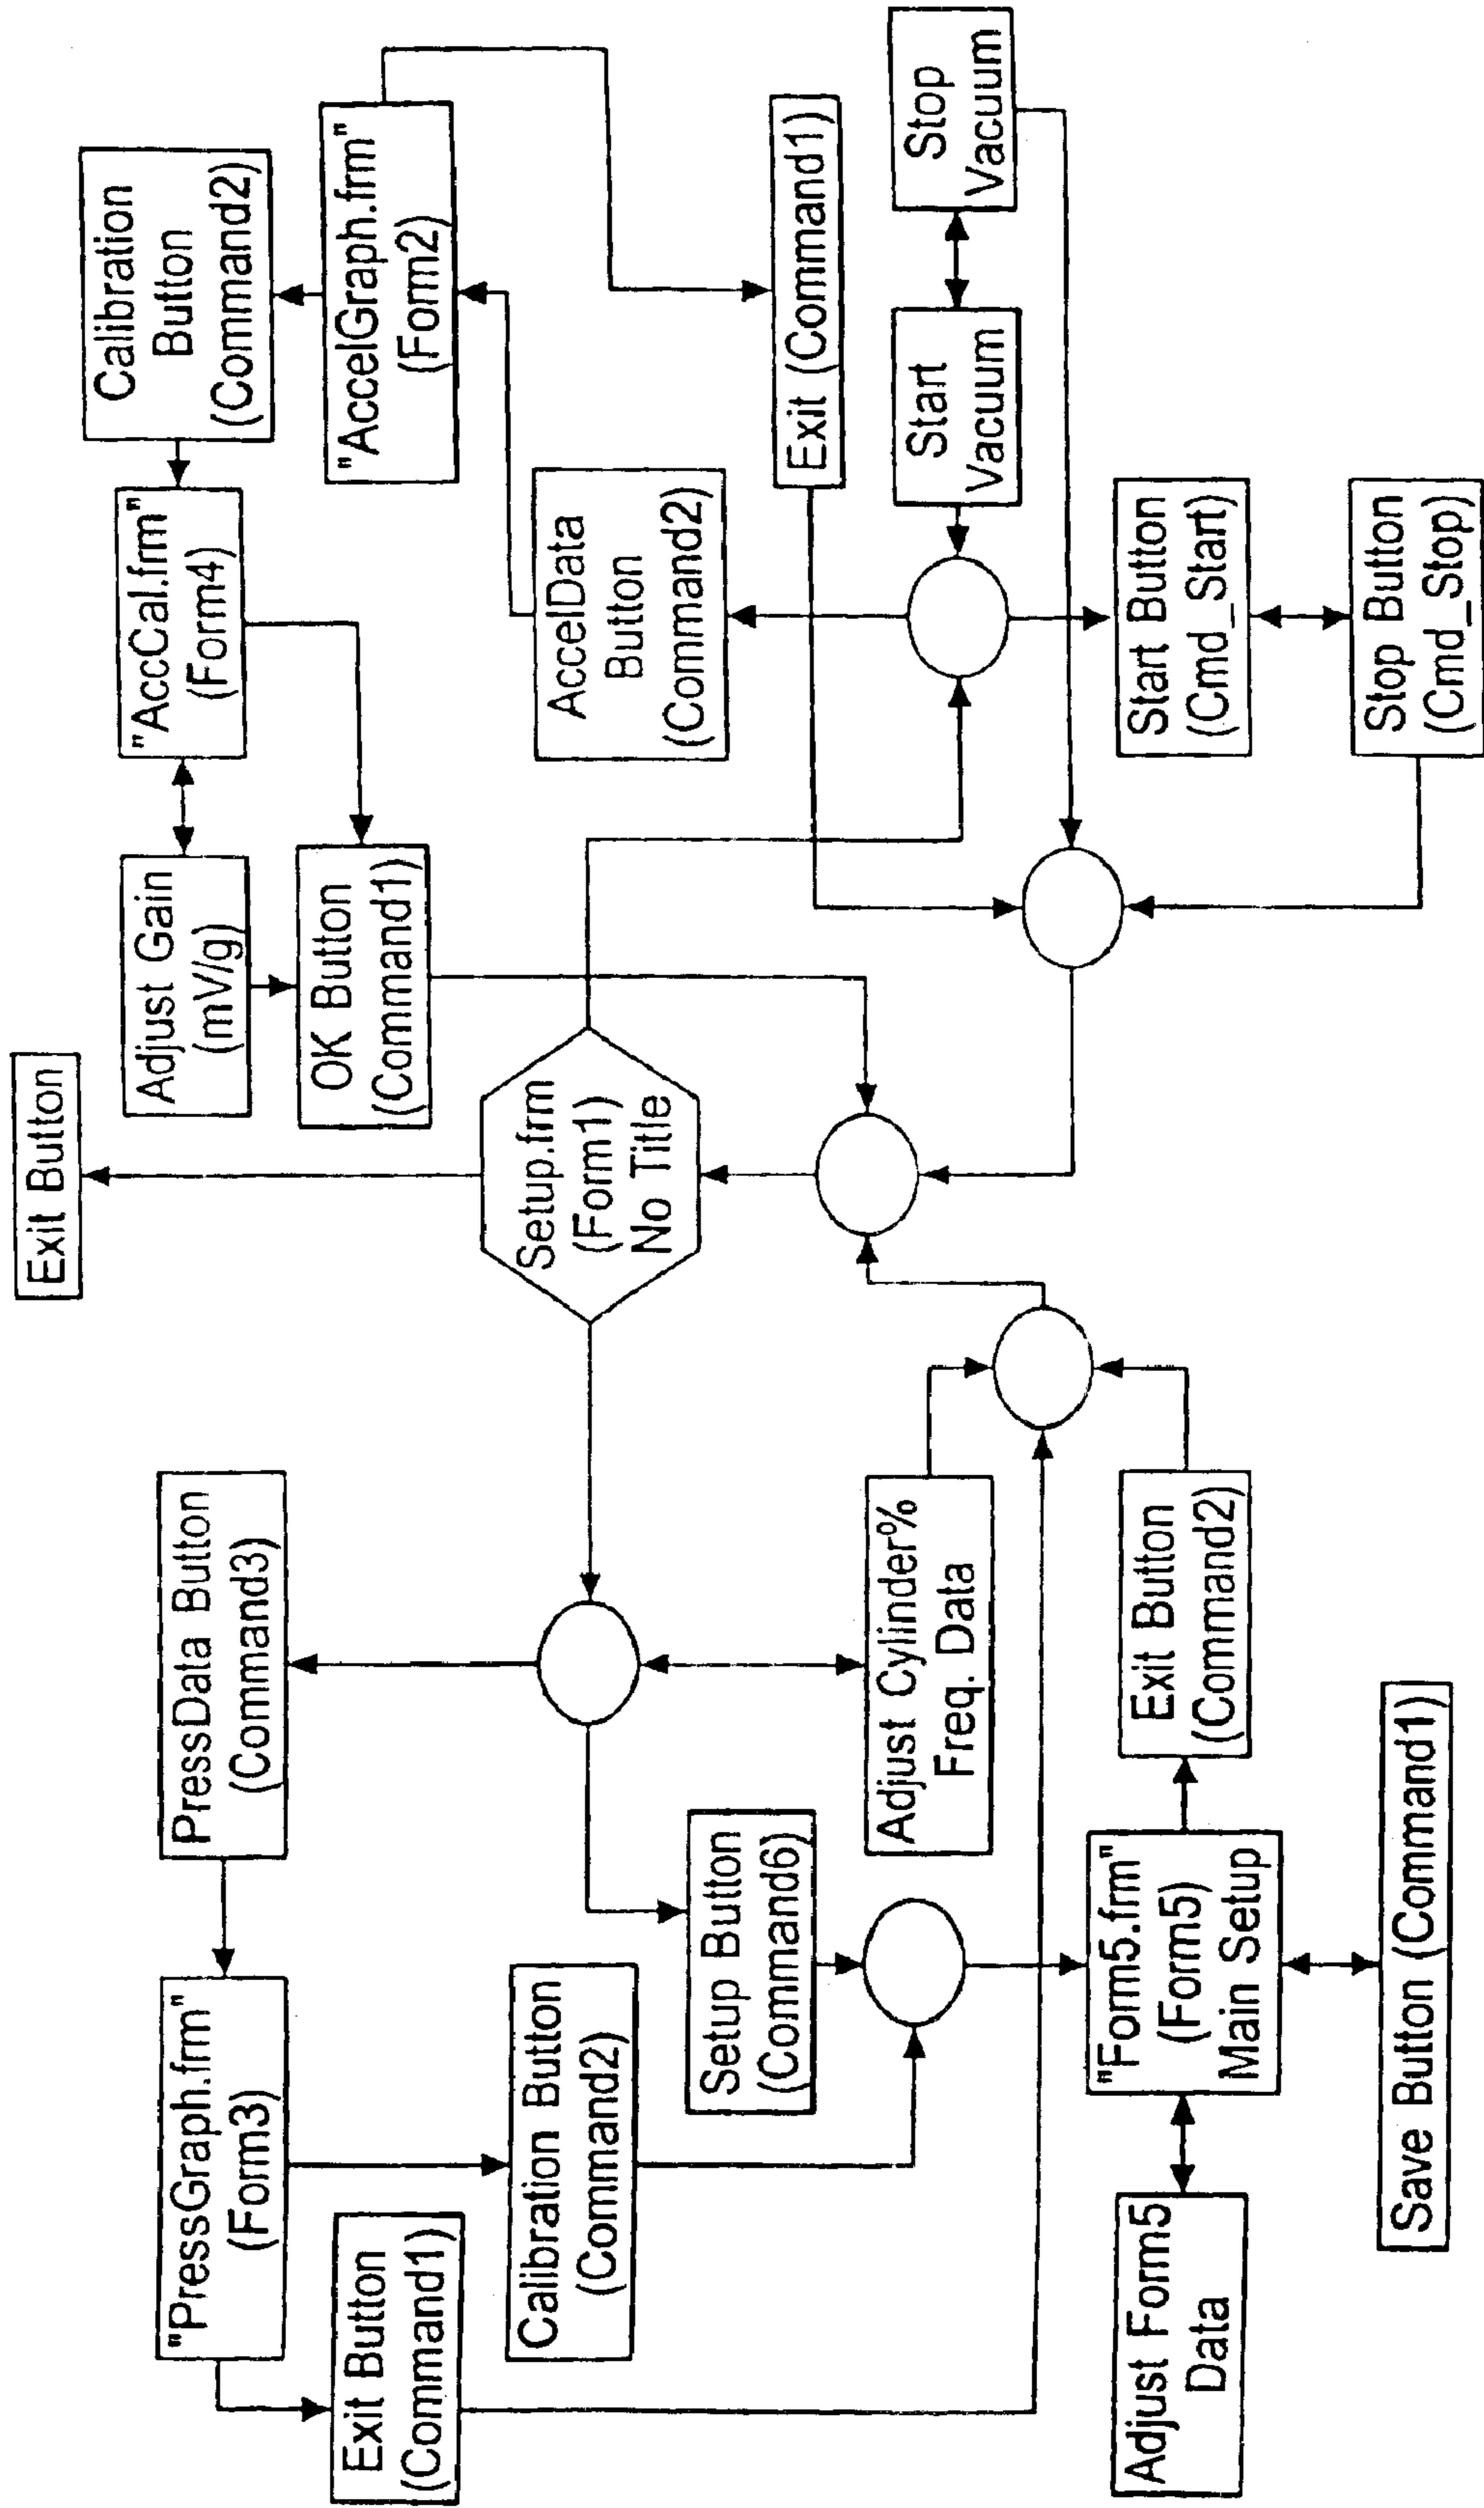 Exit Button
Adjust Gain
(mV/g)
"AccCal.frm"
(Form4)
Calibration
Button
(Command2)
PressData Button
(Command3)
"PressGraph.frm"
(Form3)
OK Button
(Command1)
"AccelGraph.frm"
(Form2)
Exit Button
(Command1)
Calibration Button
(Command2)
Setup.frm
(Form1)
No Title
AccelData
Button
(Command2)
Setup Button
(Command6)
Exit (Command1)
Adjust Cylinder%
Freq. Data
Start
Vacuum
Stop
Vacuum
Adjust Form5
Data
"Form5.frm"
(Form5)
Main Setup
Exit Button
(Command2)
Start Button
(Cmd_Start)
Save Button (Command1)
Stop Button
(Cmd_Stop)